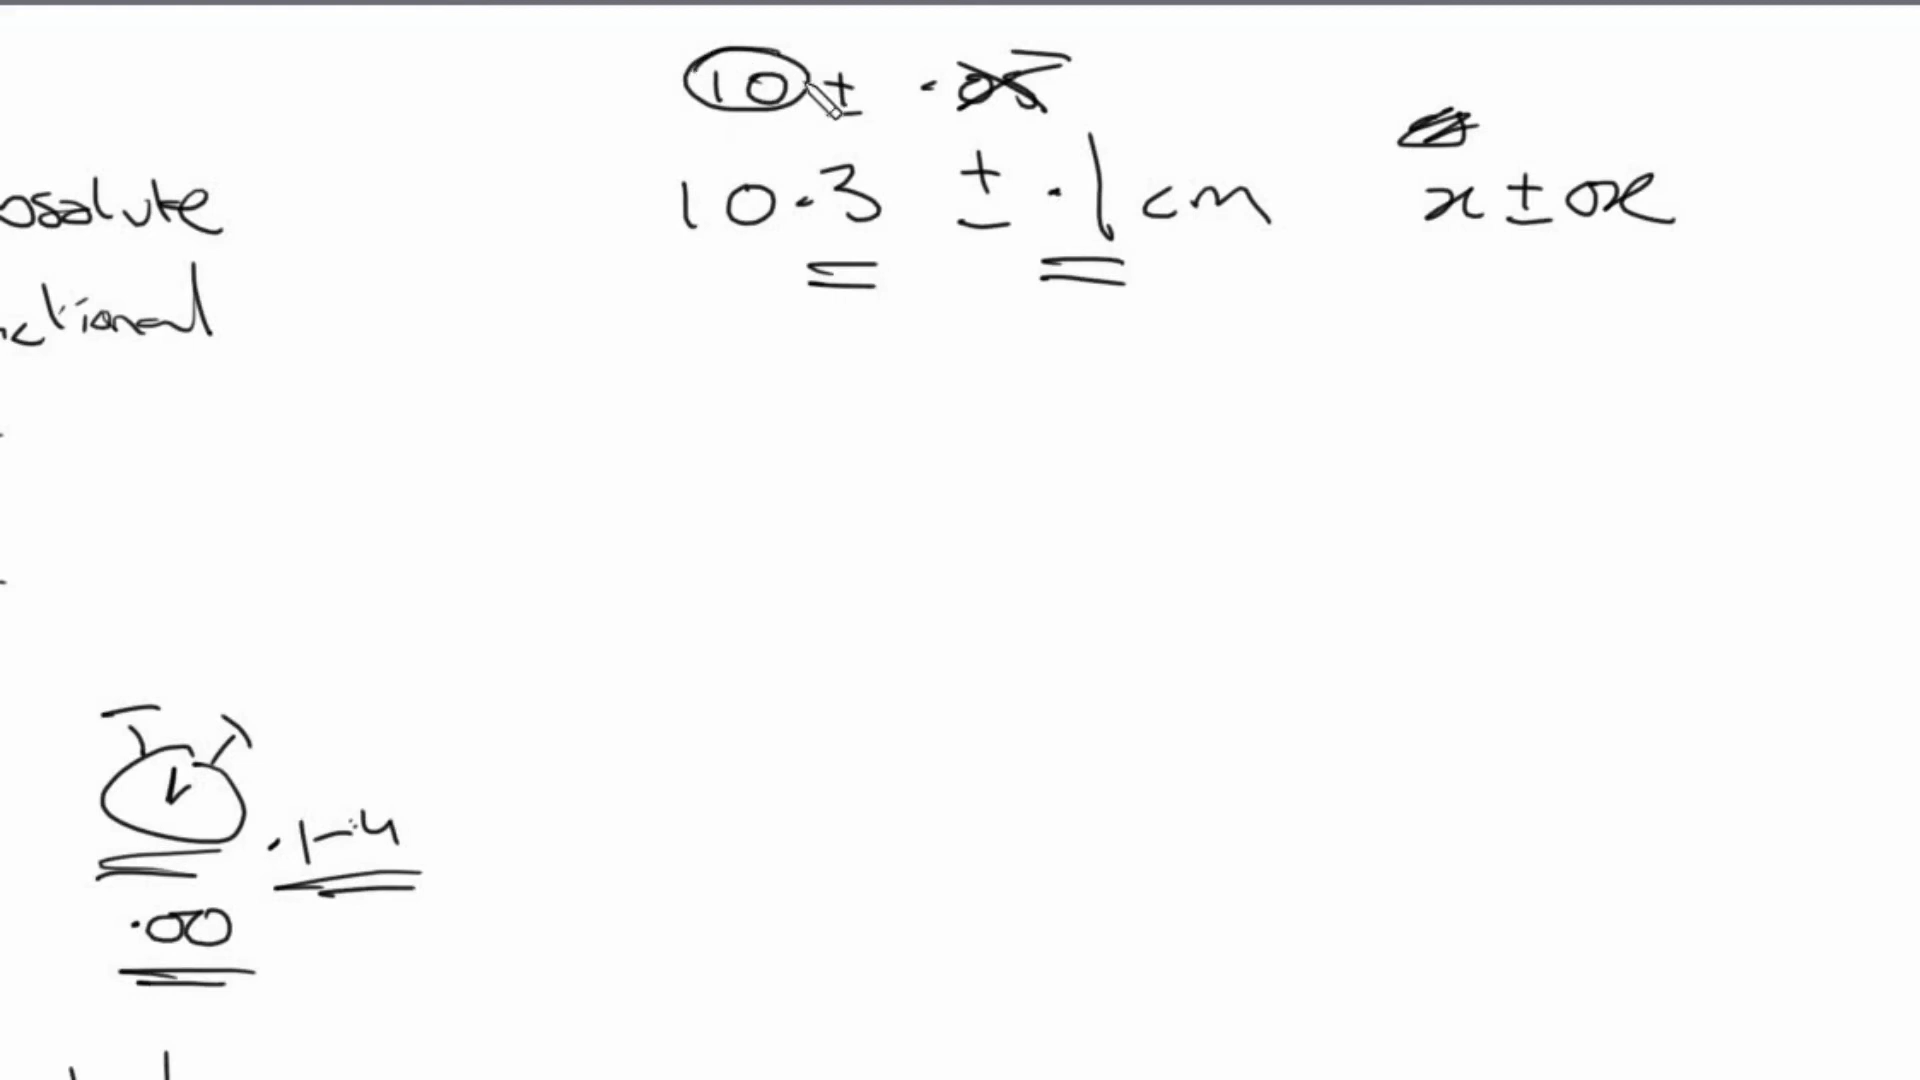 10 ± .05
10.3 ± .1 cm
x ± σx
osalute
ctional
.1-.4
.00